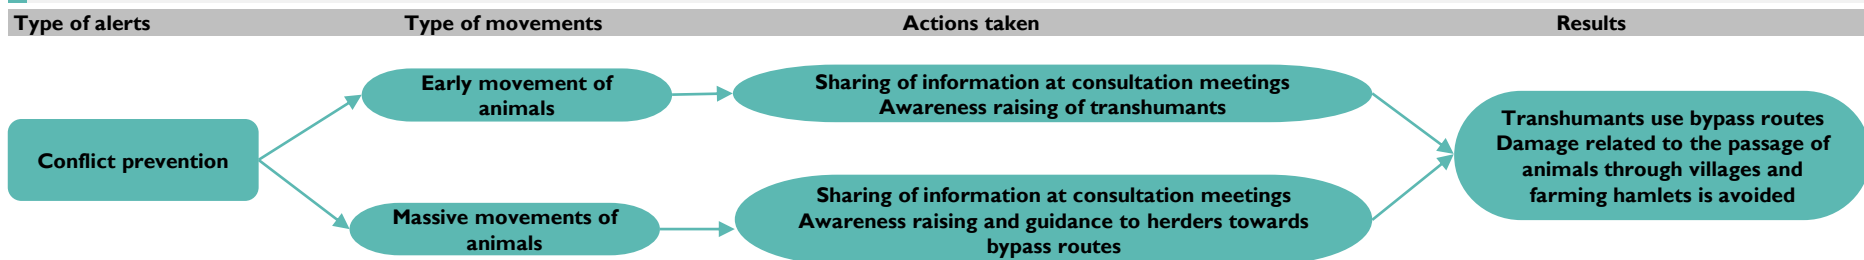 Type of alerts
Type of movements
Actions taken
Results
Conflict prevention
Early movement of
animals
Sharing of information at consultation meetings
Awareness raising of transhumants
Massive movements of
animals
Sharing of information at consultation meetings
Awareness raising and guidance to herders towards
bypass routes
Transhumants use bypass routes
Damage related to the passage of
animals through villages and
farming hamlets is avoided